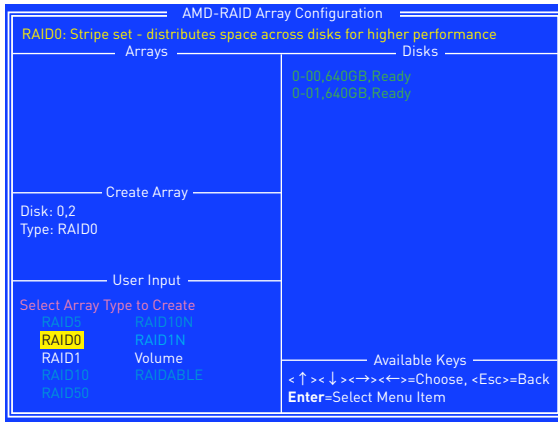 AMD-RAID Array Configuration
RAID0: Stripe set - distributes space across disks for higher performance
Arrays
Disks
0-00,640GB,Ready
0-01,640GB,Ready
Create Array
Disk: 0,2
Type: RAID0
User Input
Select Array Type to Create
RAID5 RAID10N
RAID0 RAID1N
RAID1 Volume
RAID10 RAIDABLE
RAID50
Available Keys
<↑><↓><→><←>=Choose, <Esc>=Back
Enter=Select Menu Item